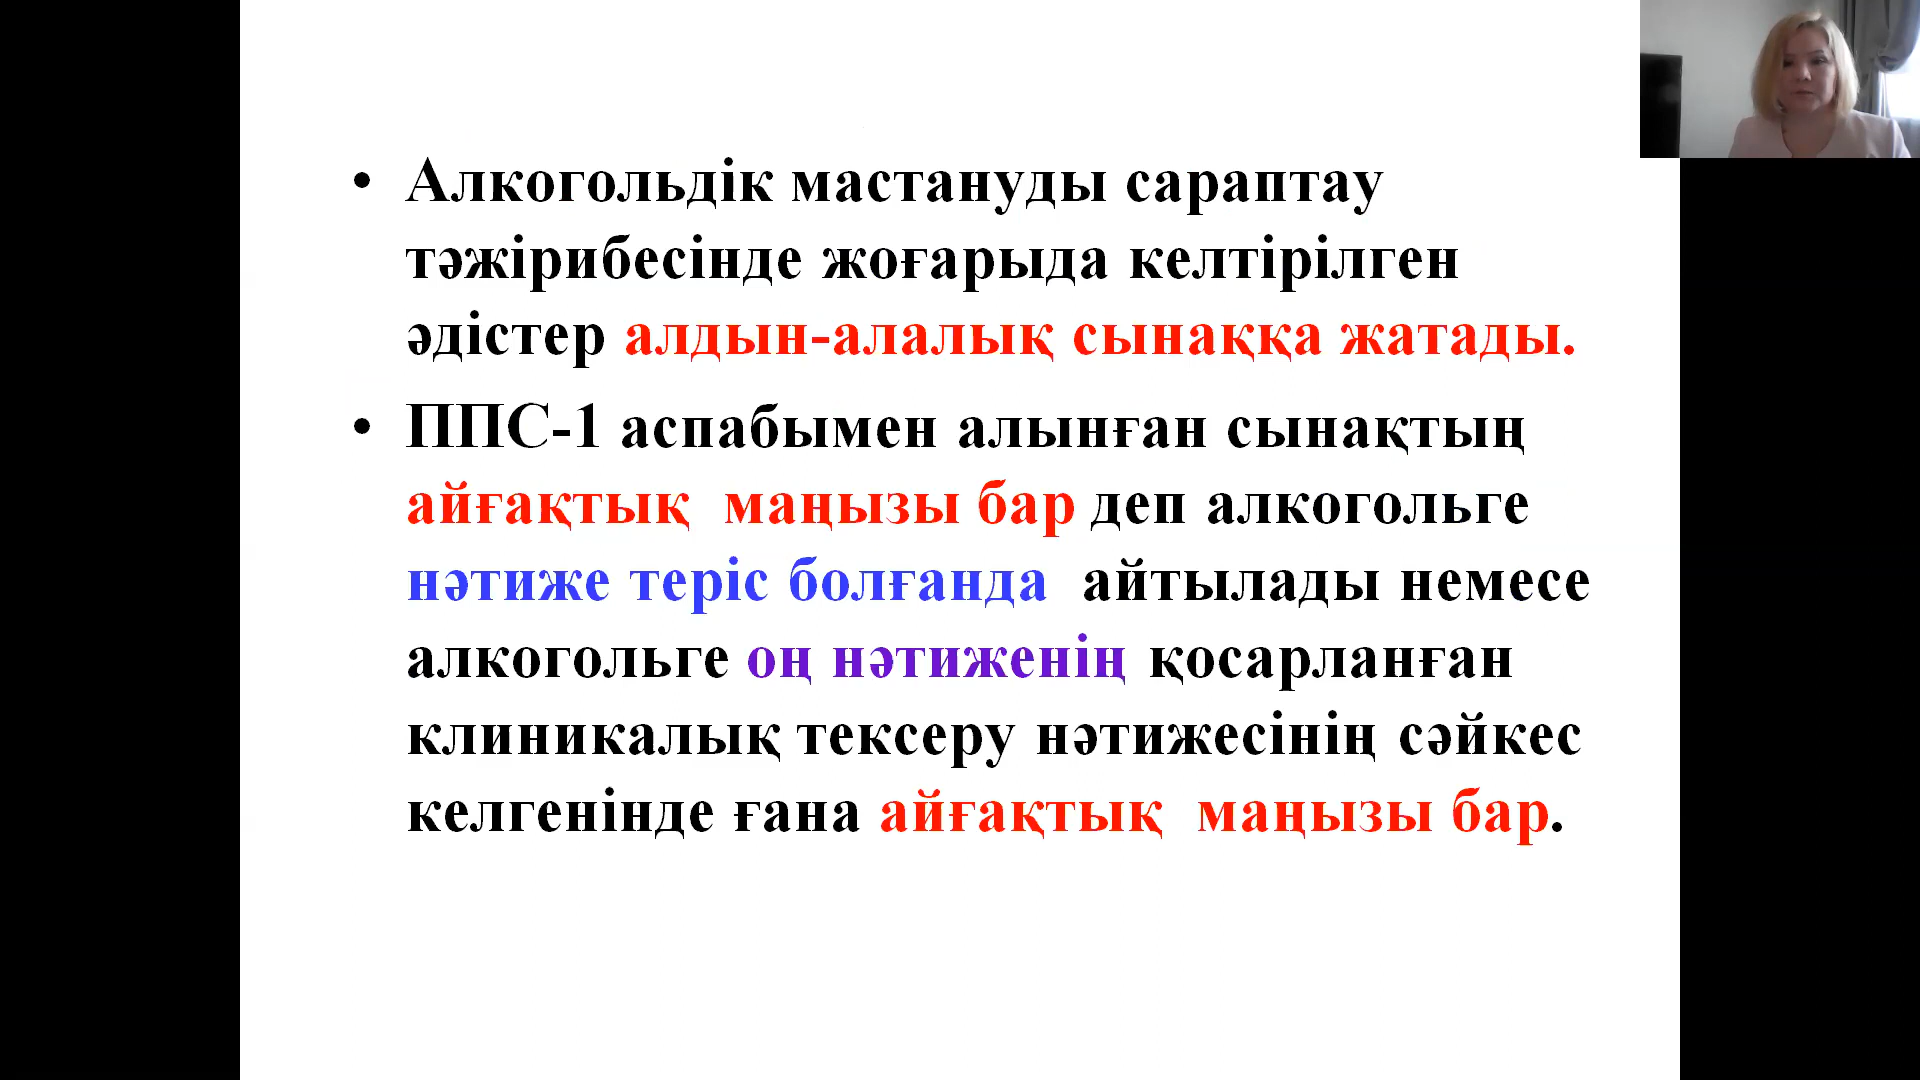 • Алкогольдік мастануды сараптау
тәжірибесінде жоғарыда келтірілген
әдістер алдын-алалық сынаққа жатады.
• ППС-1 аспабымен алынған сынақтың
айғақтық маңызы бар деп алкогольге
нәтиже теріс болғанда айтылады немесе
алкогольге оң нәтиженің қосарланған
клиникалық тексеру нәтижесінің сәйкес
келгенінде ғана айғақтық маңызы бар.